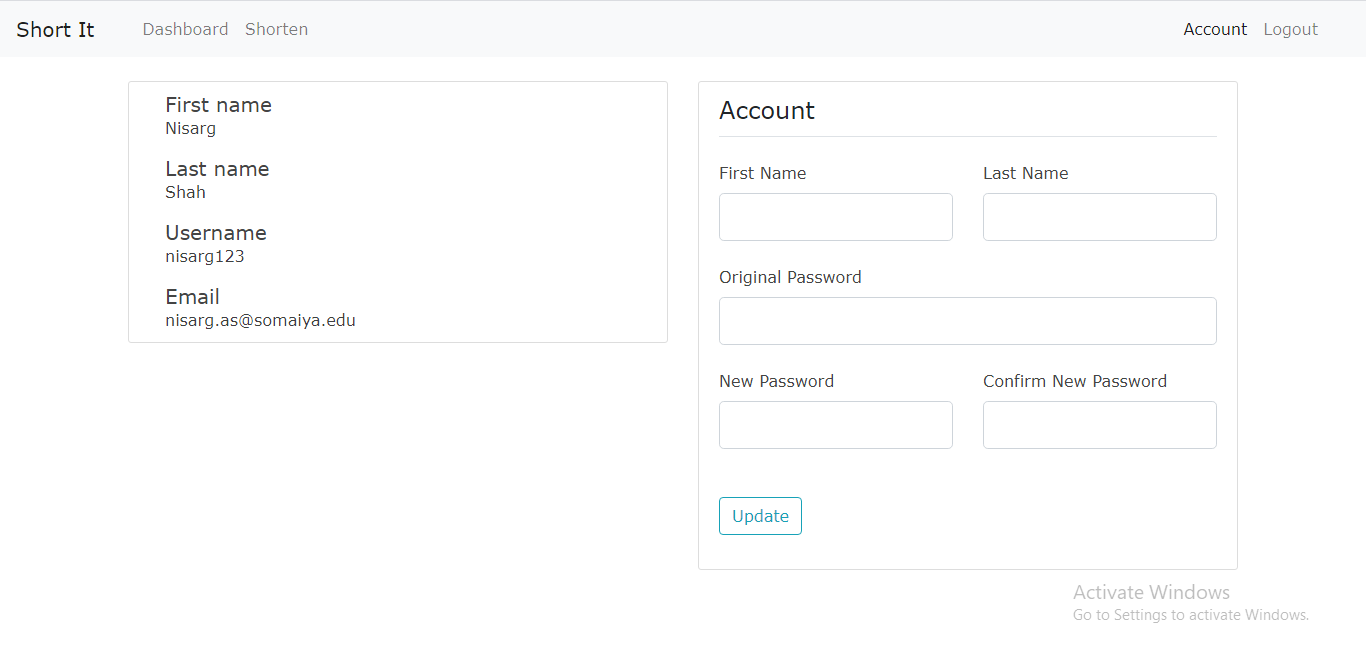 Short It Dashboard Shorten Account Logout
First name
Nisarg
Last name
Shah
Username
nisarg123
Email
nisarg.as@somaiya.edu
Account
First Name Last Name
Original Password
New Password Confirm New Password
Update
Activate Windows
Go to Settings to activate Windows.